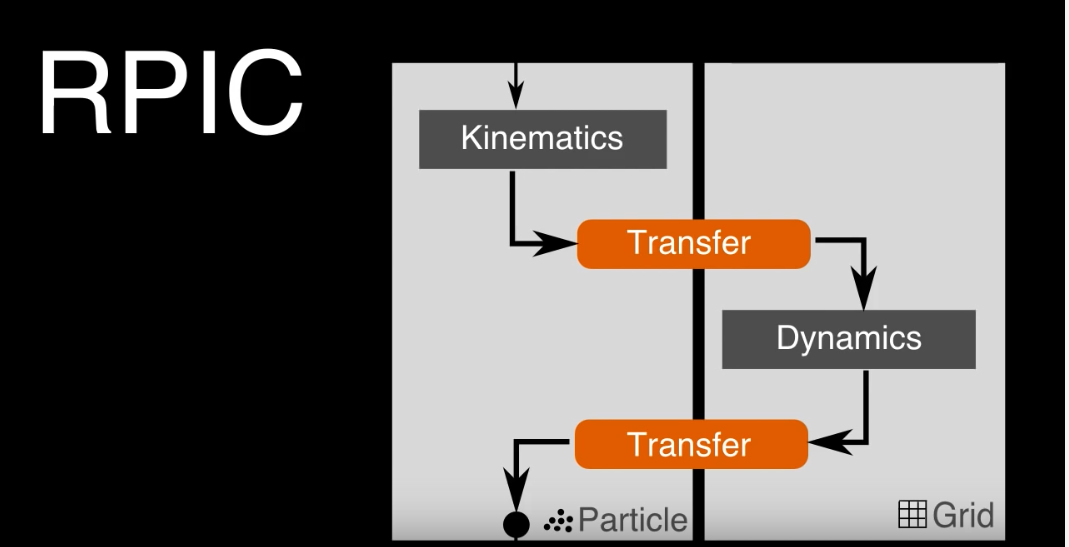 RPIC
Kinematics
Transfer
Dynamics
Transfer
Particle
Grid